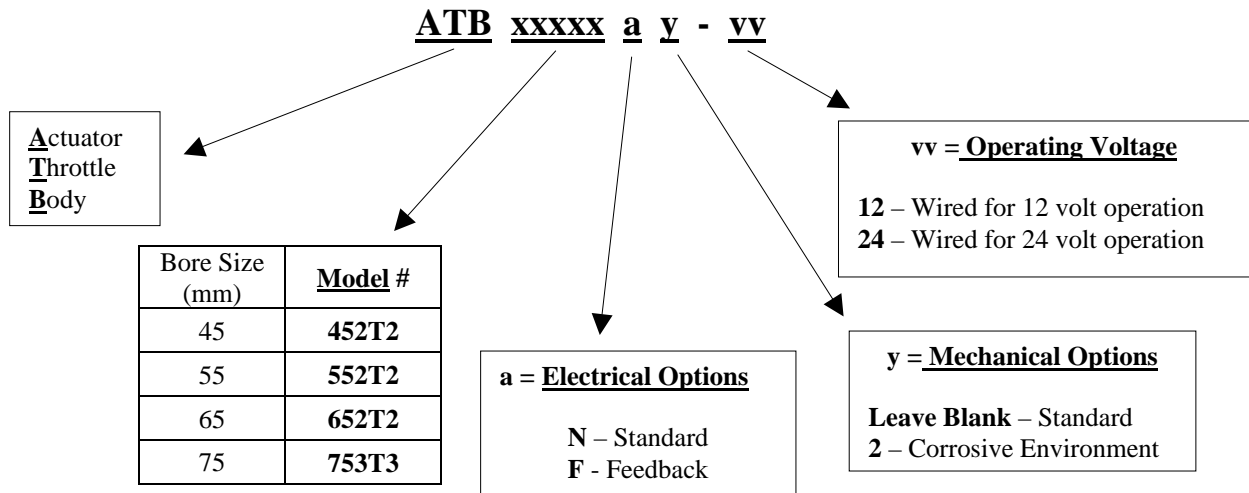 ATB xxxxx a y - vv
Actuator
Throttle
Body
Bore Size
(mm)
Model #
45
452T2
55
552T2
65
652T2
75
753T3
a = Electrical Options
N – Standard
F - Feedback
vv = Operating Voltage
12 – Wired for 12 volt operation
24 – Wired for 24 volt operation
y = Mechanical Options
Leave Blank – Standard
2 – Corrosive Environment